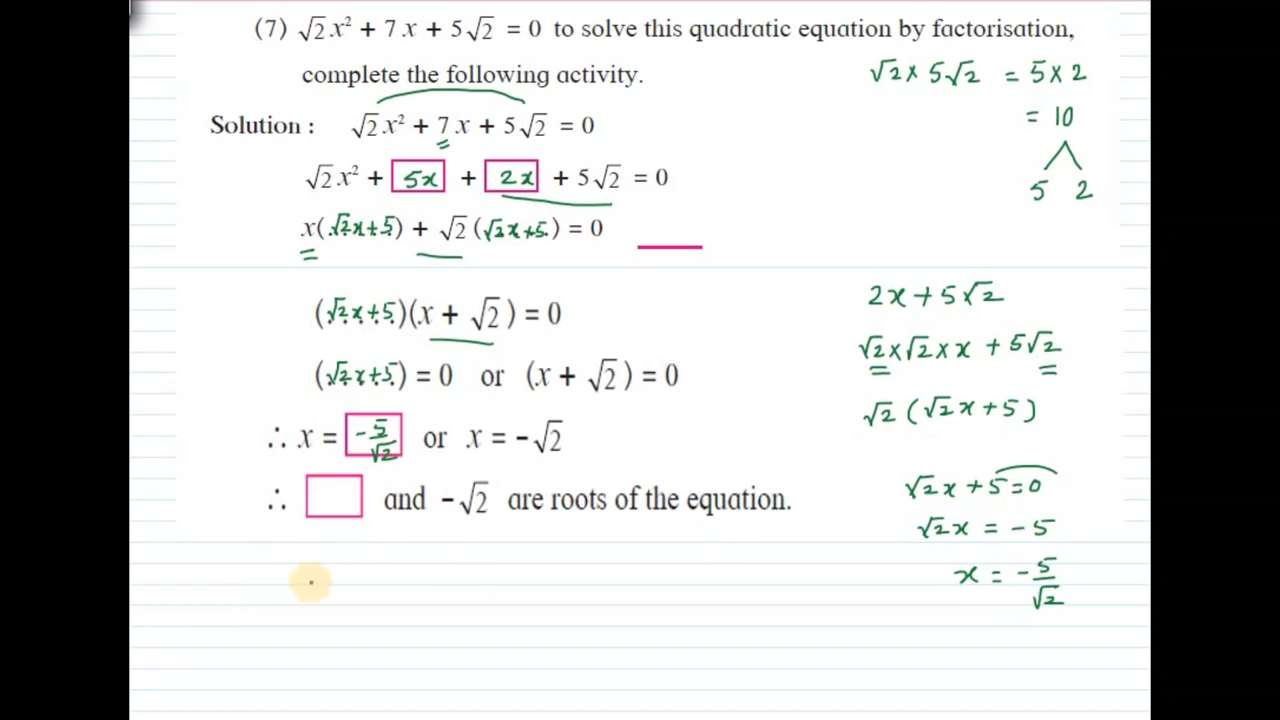 (7) √2 x² + 7x + 5√2 = 0 to solve this quadratic equation by factorisation,
complete the following activity.
Solution : √2 x² + 7x + 5√2 = 0
√2 x² + 5x + 2x + 5√2 = 0
x(√2x+5) + √2 (√2x+5) = 0
(√2x+5)(x + √2) = 0
(√2x+5) = 0 or (x + √2) = 0
∴ x = -5/√2 or x = -√2
∴ and -√2 are roots of the equation.
√2 × 5√2 = 5 × 2
= 10
5 2
2x + 5√2
√2 × √2 × x + 5√2
√2 (√2x + 5)
√2x + 5 = 0
√2x = -5
x = -5/√2